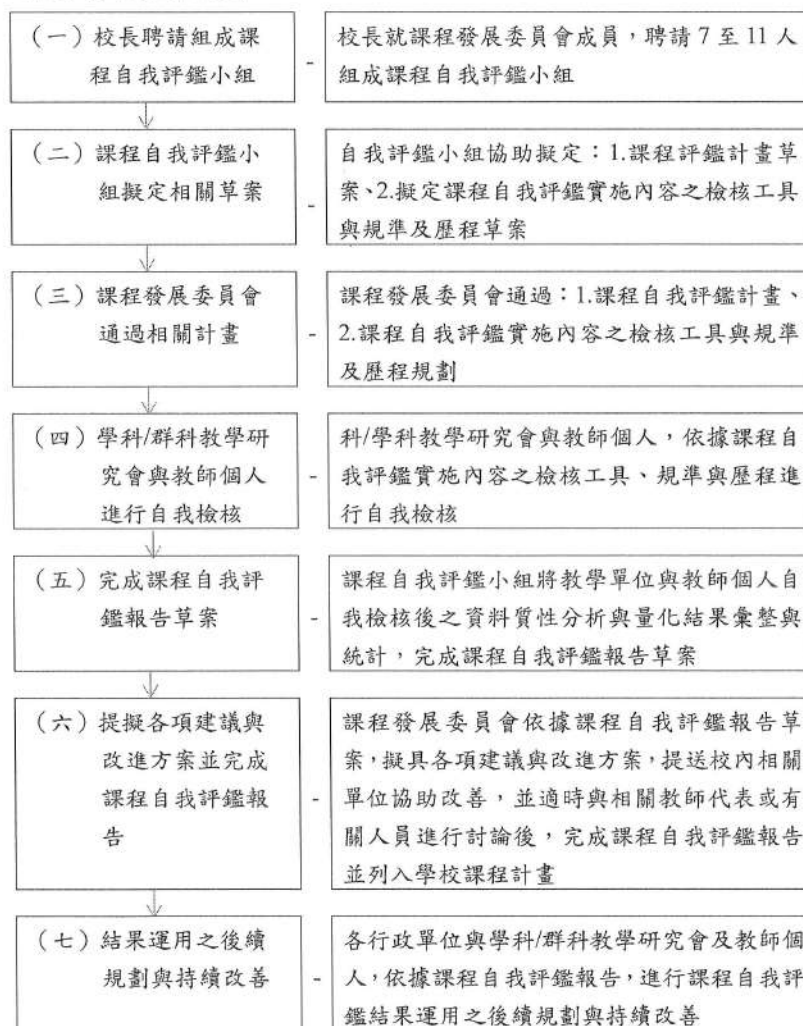 （一）校長聘請組成課
程自我評鑑小組
-
校長就課程發展委員會成員，聘請 7 至 11 人
組成課程自我評鑑小組
（二）課程自我評鑑小
組擬定相關草案
-
自我評鑑小組協助擬定：1.課程評鑑計畫草
案、2.擬定課程自我評鑑實施內容之檢核工具
與規準及歷程草案
（三）課程發展委員會
通過相關計畫
-
課程發展委員會通過：1.課程自我評鑑計畫、
2.課程自我評鑑實施內容之檢核工具與規準
及歷程規劃
（四）學科/群科教學研
究會與教師個人
進行自我檢核
-
科/學科教學研究會與教師個人，依據課程自
我評鑑實施內容之檢核工具、規準與歷程進
行自我檢核
（五）完成課程自我評
鑑報告草案
-
課程自我評鑑小組將教學單位與教師個人自
我檢核後之資料質性分析與量化結果彙整與
統計，完成課程自我評鑑報告草案
（六）提擬各項建議與
改進方案並完成
課程自我評鑑報
告
-
課程發展委員會依據課程自我評鑑報告草
案，擬具各項建議與改進方案，提送校內相關
單位協助改善，並適時與相關教師代表或有
關人員進行討論後，完成課程自我評鑑報告
並列入學校課程計畫
（七）結果運用之後續
規劃與持續改善
-
各行政單位與學科/群科教學研究會及教師個
人，依據課程自我評鑑報告，進行課程自我評
鑑結果運用之後續規劃與持續改善